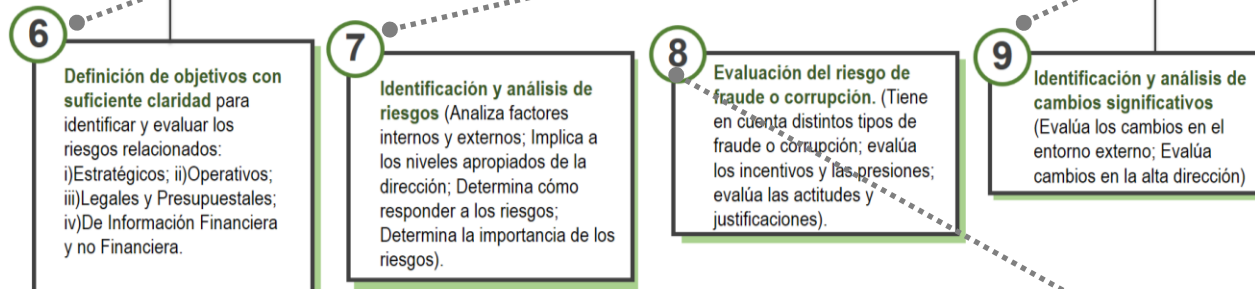 6
Definición de objetivos con
suficiente claridad para
identificar y evaluar los
riesgos relacionados:
i)Estratégicos; ii)Operativos;
iii)Legales y Presupuestales;
iv)De Información Financiera
y no Financiera.
7
Identificación y análisis de
riesgos (Analiza factores
internos y externos; Implica a
los niveles apropiados de la
dirección; Determina cómo
responder a los riesgos;
Determina la importancia de los
riesgos).
8
Evaluación del riesgo de
fraude o corrupción. (Tiene
en cuenta distintos tipos de
fraude o corrupción; evalúa
los incentivos y las presiones;
evalúa las actitudes y
justificaciones).
9
Identificación y análisis de
cambios significativos
(Evalúa los cambios en el
entorno externo; Evalúa
cambios en la alta dirección)